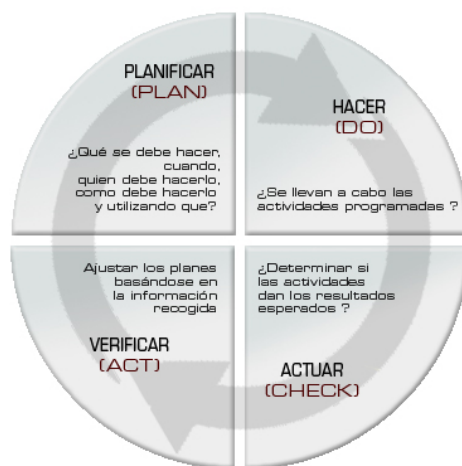 PLANIFICAR
(PLAN)
¿Qué se debe hacer,
cuando,
quien debe hacerlo,
como debe hacerlo
y utilizando que?
HACER
(DO)
¿Se llevan a cabo las
actividades programadas ?
Ajustar los planes
basándose en
la información
recogida
VERIFICAR
(ACT)
¿Determinar si
las actividades
dan los resultados
esperados ?
ACTUAR
(CHECK)